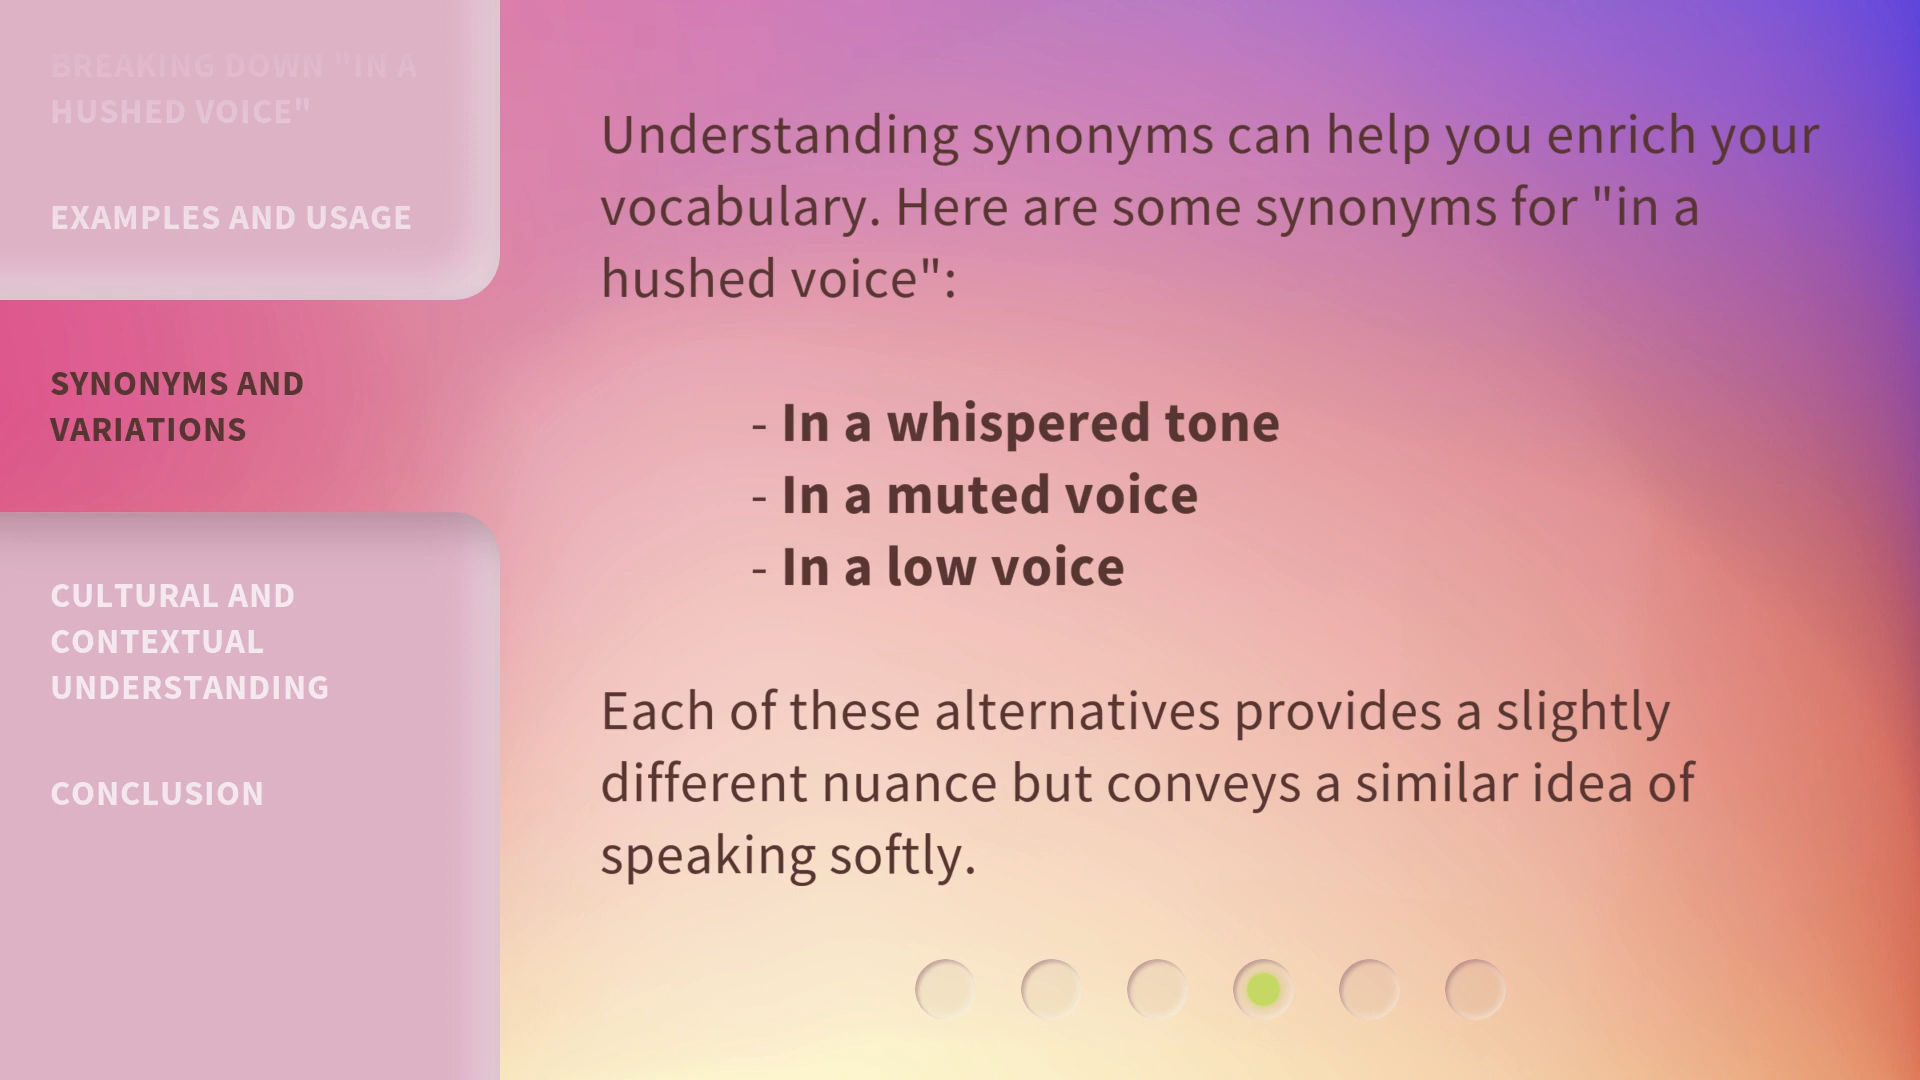 BREAKING DOWN "IN A
HUSHED VOICE"
EXAMPLES AND USAGE
SYNONYMS AND
VARIATIONS
CULTURAL AND
CONTEXTUAL
UNDERSTANDING
CONCLUSION
Understanding synonyms can help you enrich your
vocabulary. Here are some synonyms for "in a
hushed voice":
- In a whispered tone
- In a muted voice
- In a low voice
Each of these alternatives provides a slightly
different nuance but conveys a similar idea of
speaking softly.